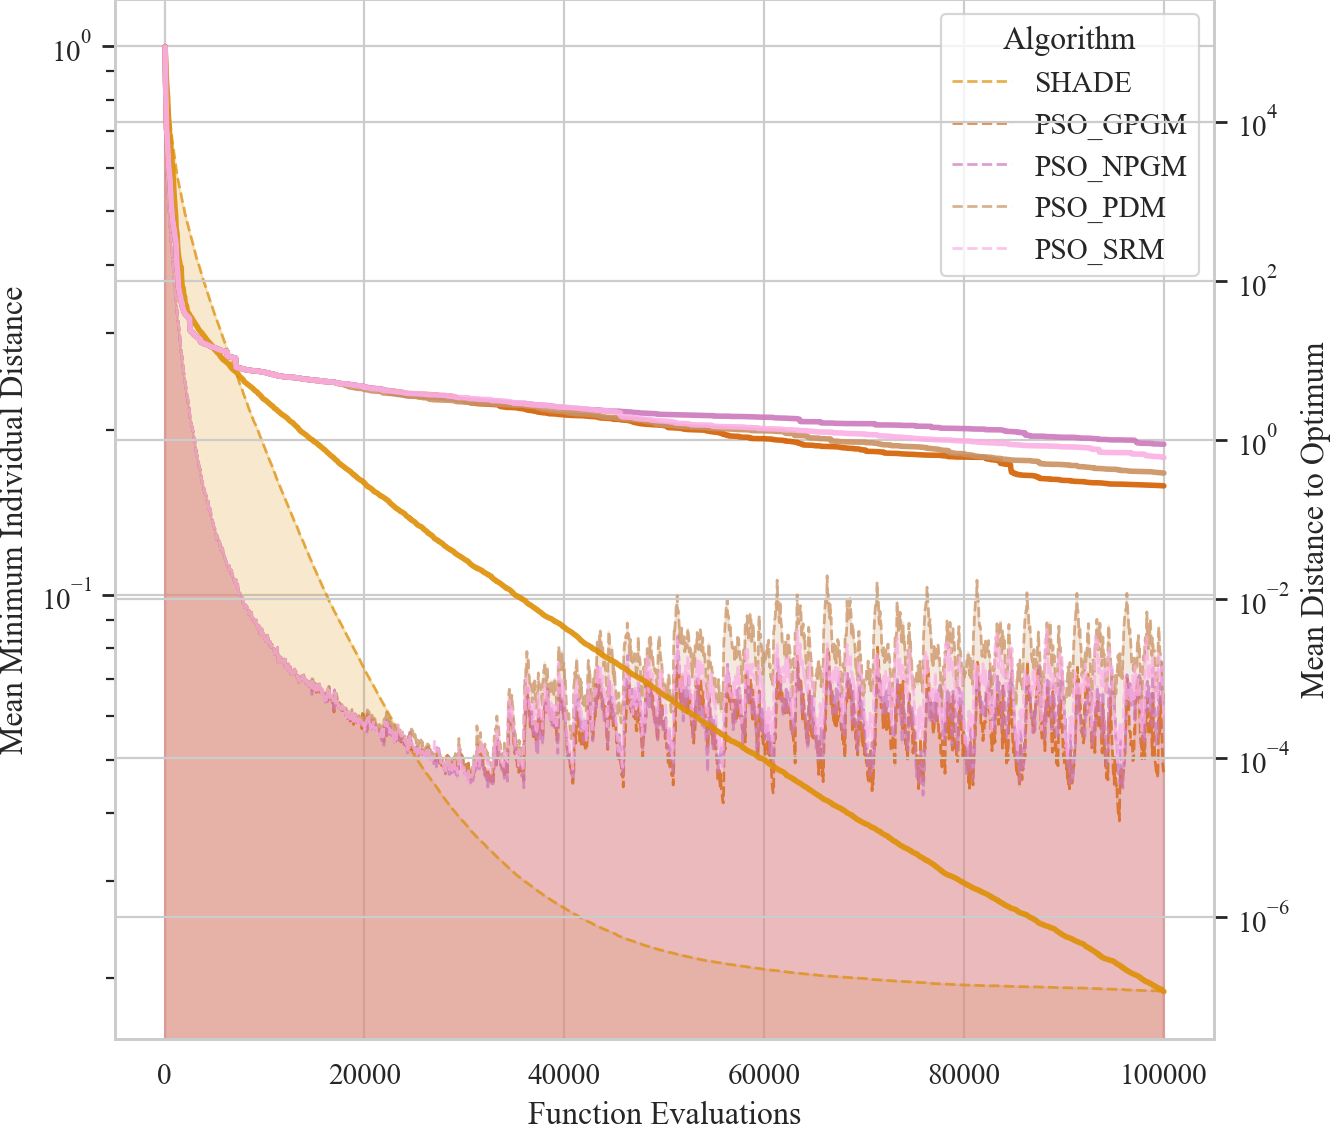 Algorithm
SHADE
PSO_GPGM
PSO_NPGM
PSO_PDM
PSO_SRM
10^0
10^−1
Mean Minimum Individual Distance
10^4
10^2
10^0
10^−2
10^−4
10^−6
Mean Distance to Optimum
0 20000 40000 60000 80000 100000
Function Evaluations